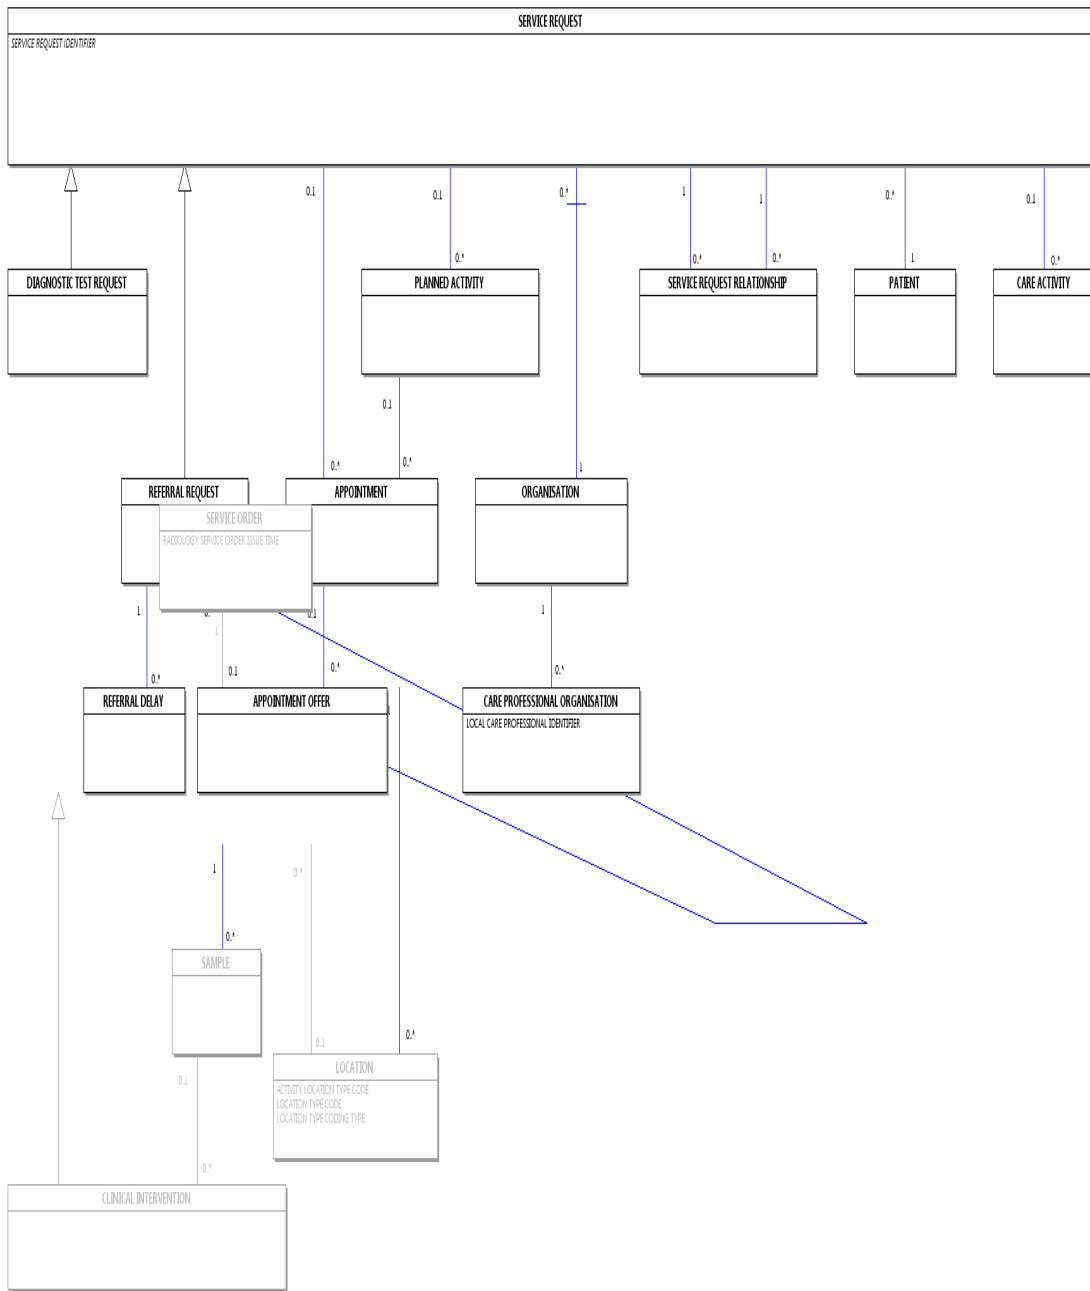 SERVICE REQUEST
SERVICE REQUEST IDENTIFIER
0..1
0..1
0..*
1
1
0..*
0..1
0..*
0..*
0..*
1
0..*
DIAGNOSTIC TEST REQUEST
PLANNED ACTIVITY
SERVICE REQUEST RELATIONSHIP
PATIENT
CARE ACTIVITY
0..1
0..*
0..*
1
REFERRAL REQUEST
APPOINTMENT
ORGANISATION
SERVICE ORDER
RADIOLOGY SERVICE ORDER ISSUE TIME
1
0..1
1
1
0..*
0..1
0..*
0..*
REFERRAL DELAY
APPOINTMENT OFFER
CARE PROFESSIONAL ORGANISATION
LOCAL CARE PROFESSIONAL IDENTIFIER
1
0..*
0..*
SAMPLE
0..1
0..*
LOCATION
0..1
ACTIVITY LOCATION TYPE CODE
LOCATION TYPE CODE
LOCATION TYPE CODING TYPE
0..*
CLINICAL INTERVENTION